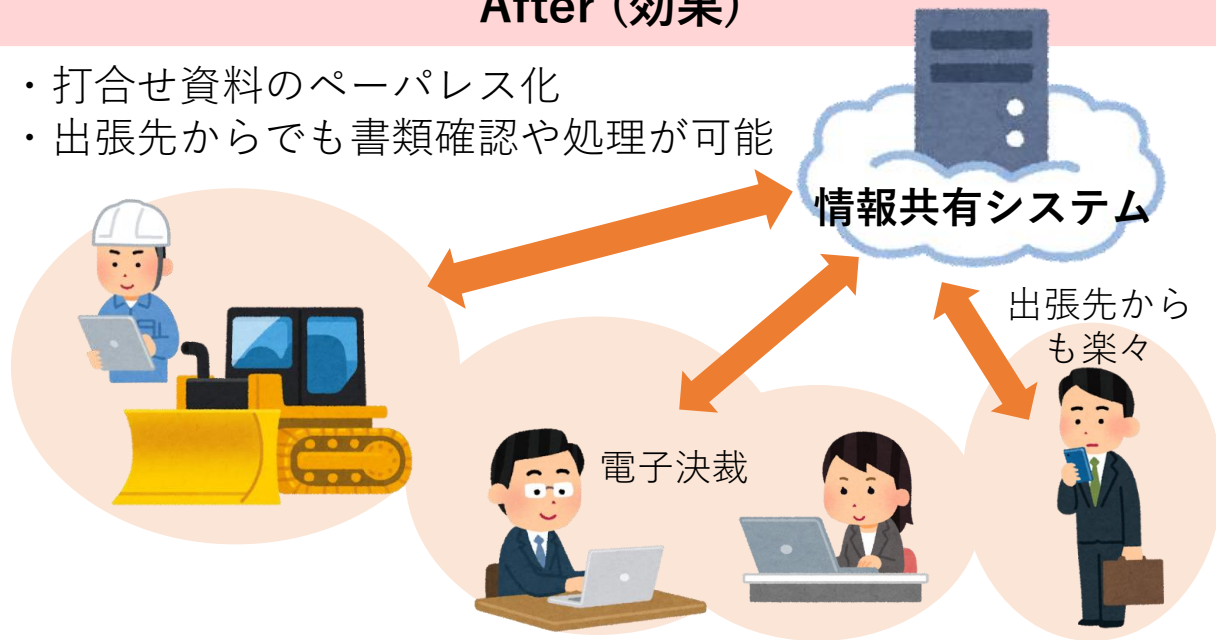 After (効果)
・打合せ資料のペーパレス化
・出張先からでも書類確認や処理が可能
情報共有システム
出張先から
も楽々
電子決裁